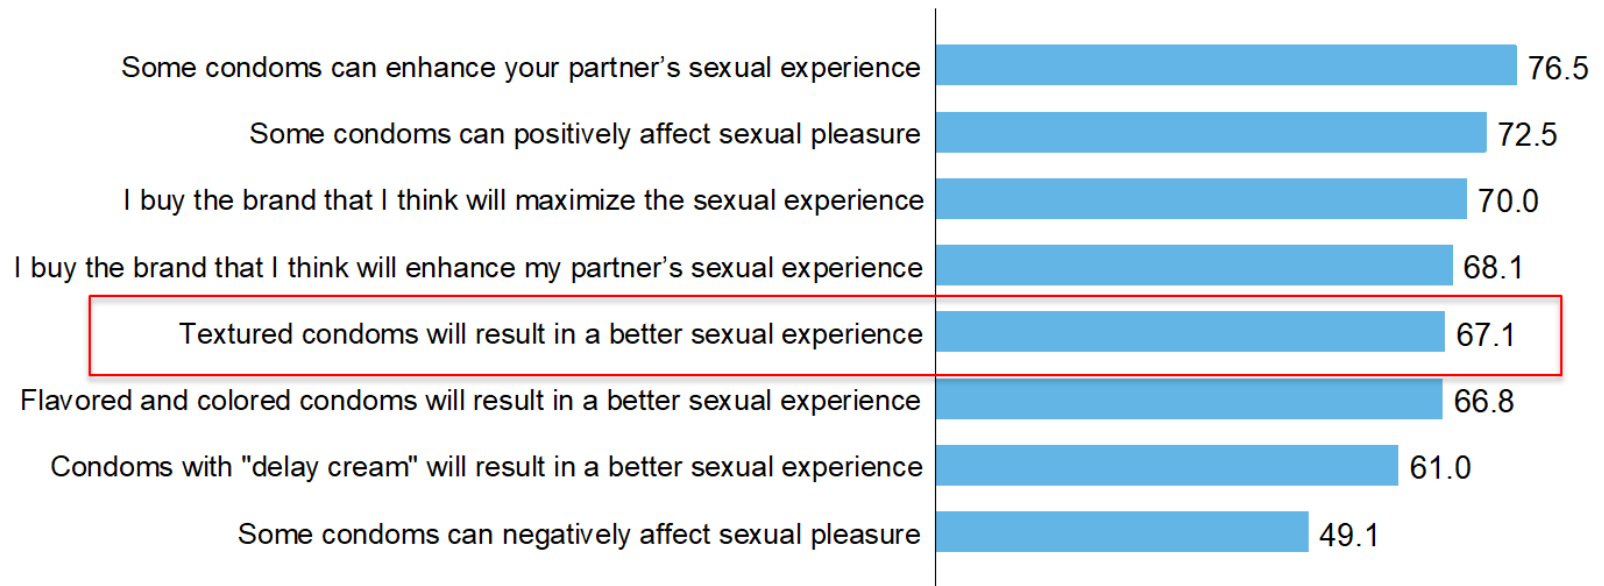 Some condoms can enhance your partner’s sexual experience 76.5
Some condoms can positively affect sexual pleasure 72.5
I buy the brand that I think will maximize the sexual experience 70.0
I buy the brand that I think will enhance my partner’s sexual experience 68.1
Textured condoms will result in a better sexual experience 67.1
Flavored and colored condoms will result in a better sexual experience 66.8
Condoms with "delay cream" will result in a better sexual experience 61.0
Some condoms can negatively affect sexual pleasure 49.1